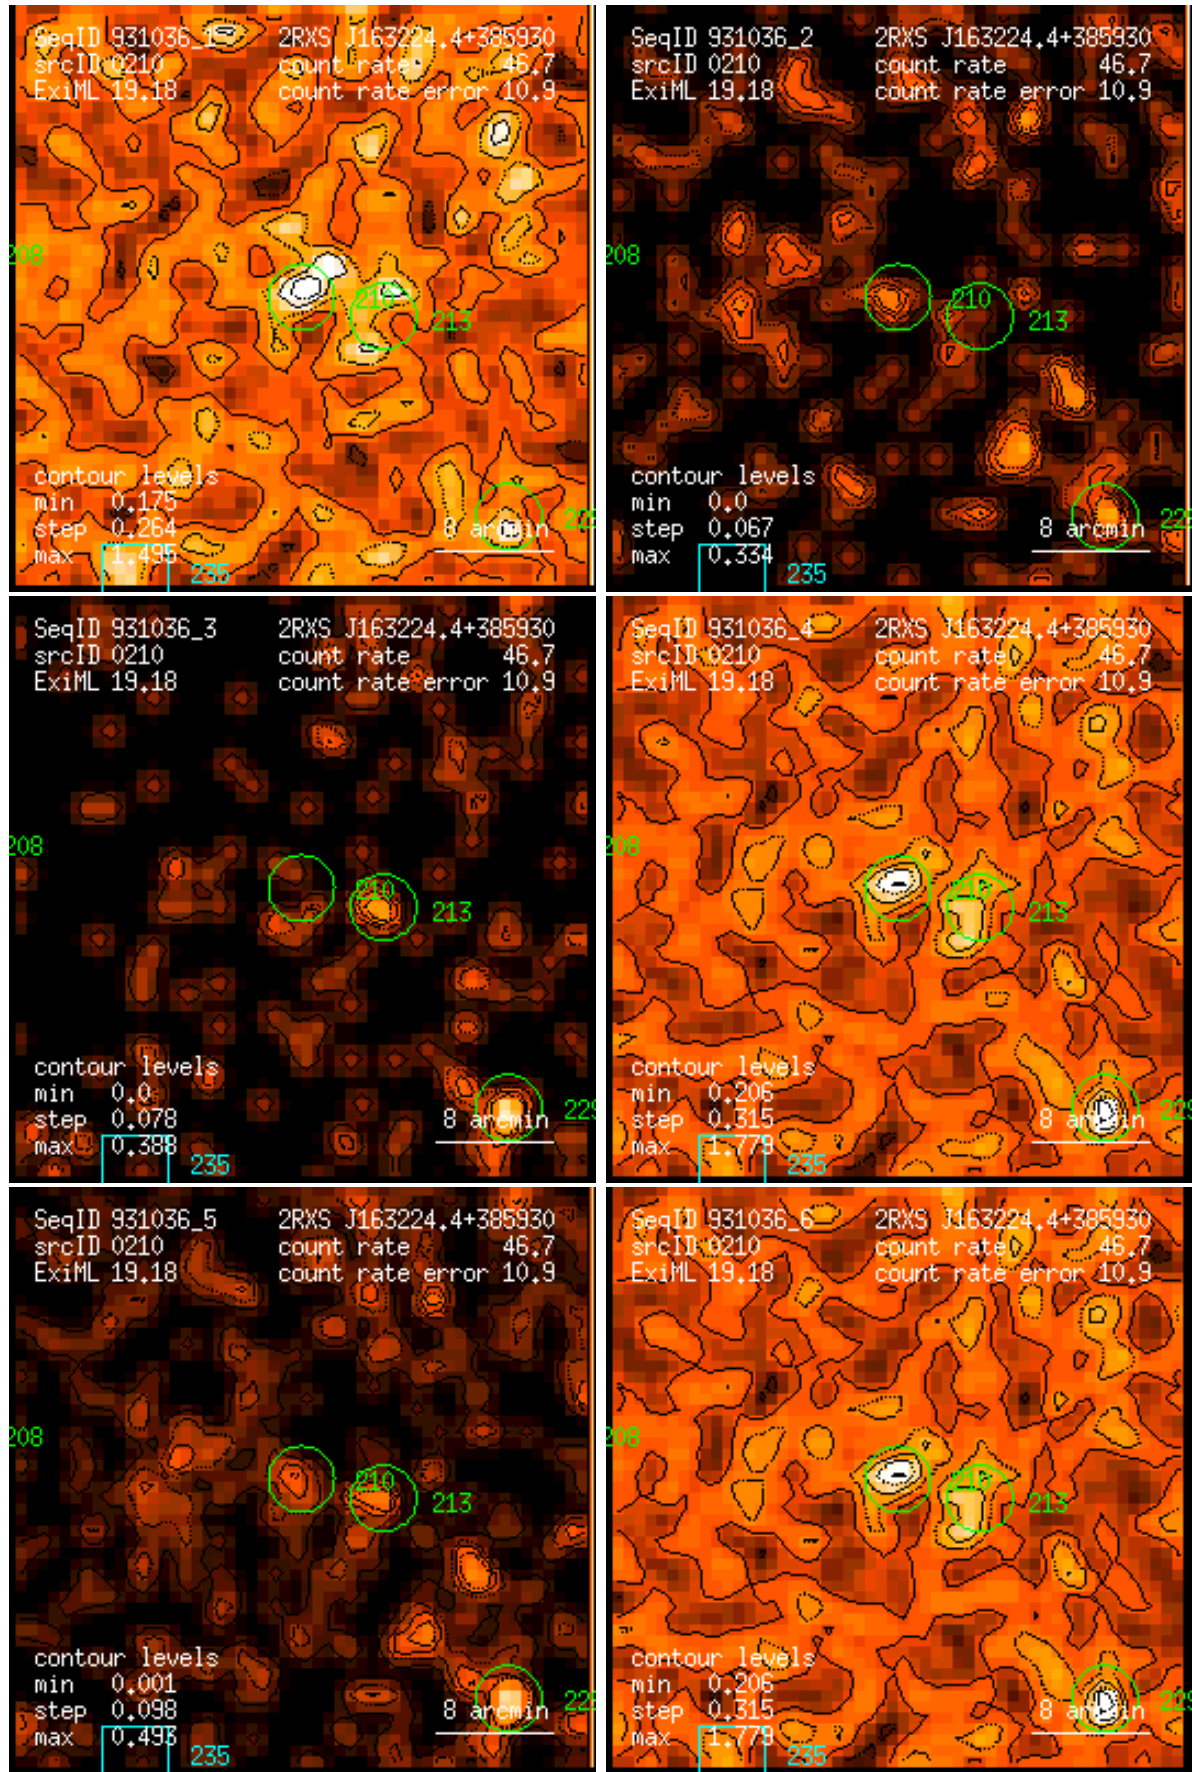 SeqID 931036_1 2RXS J163224.4+385930
srcID 0210 count rate 46.7
ExiML 19.18 count rate error 10.9
208
210
213
contour levels
min 0.175
step 0.264
max 1.495
8 arcmin
229
235
SeqID 931036_2 2RXS J163224.4+385930
srcID 0210 count rate 46.7
ExiML 19.18 count rate error 10.9
208
210
213
contour levels
min 0.0
step 0.067
max 0.334
8 arcmin
235
SeqID 931036_3 2RXS J163224.4+385930
srcID 0210 count rate 46.7
ExiML 19.18 count rate error 10.9
208
210
213
contour levels
min 0.0
step 0.078
max 0.388
8 arcmin
229
235
SeqID 931036_4 2RXS J163224.4+385930
srcID 0210 count rate 46.7
ExiML 19.18 count rate error 10.9
208
210
213
contour levels
min 0.206
step 0.315
max 1.779
8 arcmin
229
235
SeqID 931036_5 2RXS J163224.4+385930
srcID 0210 count rate 46.7
ExiML 19.18 count rate error 10.9
208
210
213
contour levels
min 0.001
step 0.098
max 0.493
8 arcmin
229
235
SeqID 931036_6 2RXS J163224.4+385930
srcID 0210 count rate 46.7
ExiML 19.18 count rate error 10.9
208
210
213
contour levels
min 0.206
step 0.315
max 1.779
8 arcmin
229
235